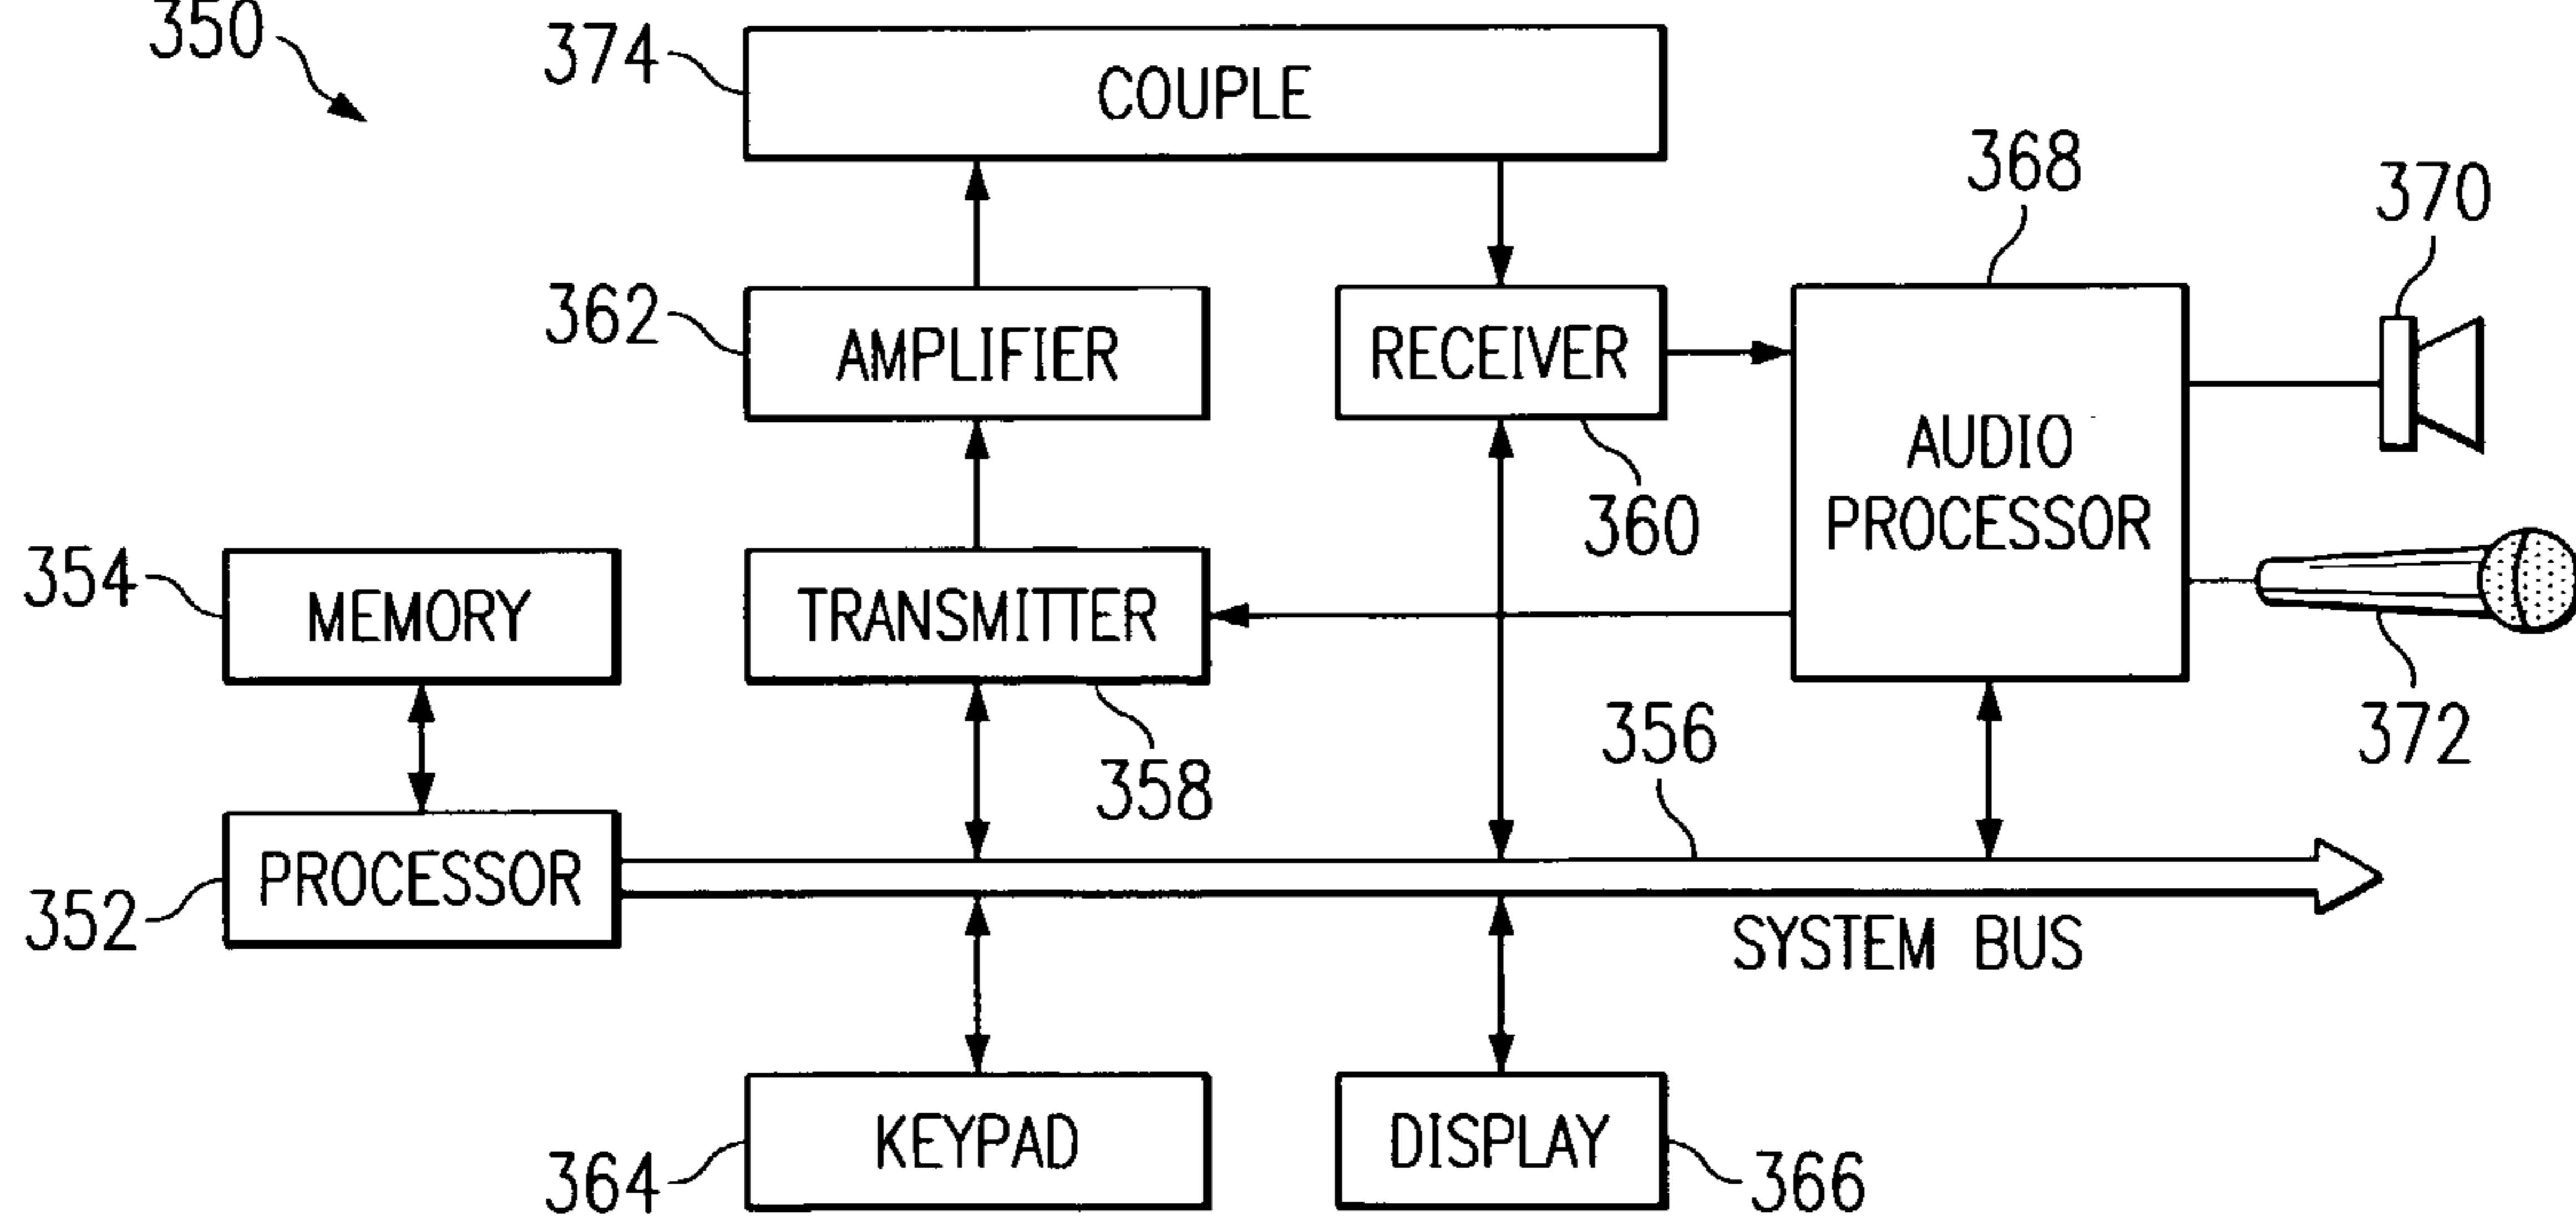 350
374
COUPLE
368
370
362
AMPLIFIER
RECEIVER
360
AUDIO
PROCESSOR
354
MEMORY
TRANSMITTER
358
356
372
352
PROCESSOR
SYSTEM BUS
364
KEYPAD
DISPLAY
366